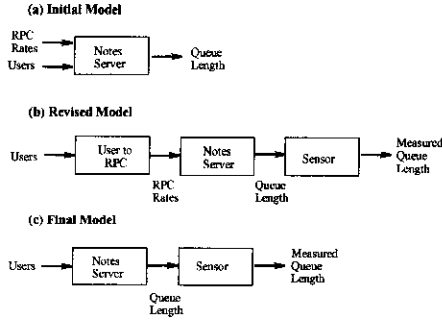 (a) Initial Model
RPC
Rates
Users
Notes
Server
Queue
Length
(b) Revised Model
Users
User to
RPC
RPC
Rates
Notes
Server
Queue
Length
Sensor
Measured
Queue
Length
(c) Final Model
Users
Notes
Server
Queue
Length
Sensor
Measured
Queue
Length